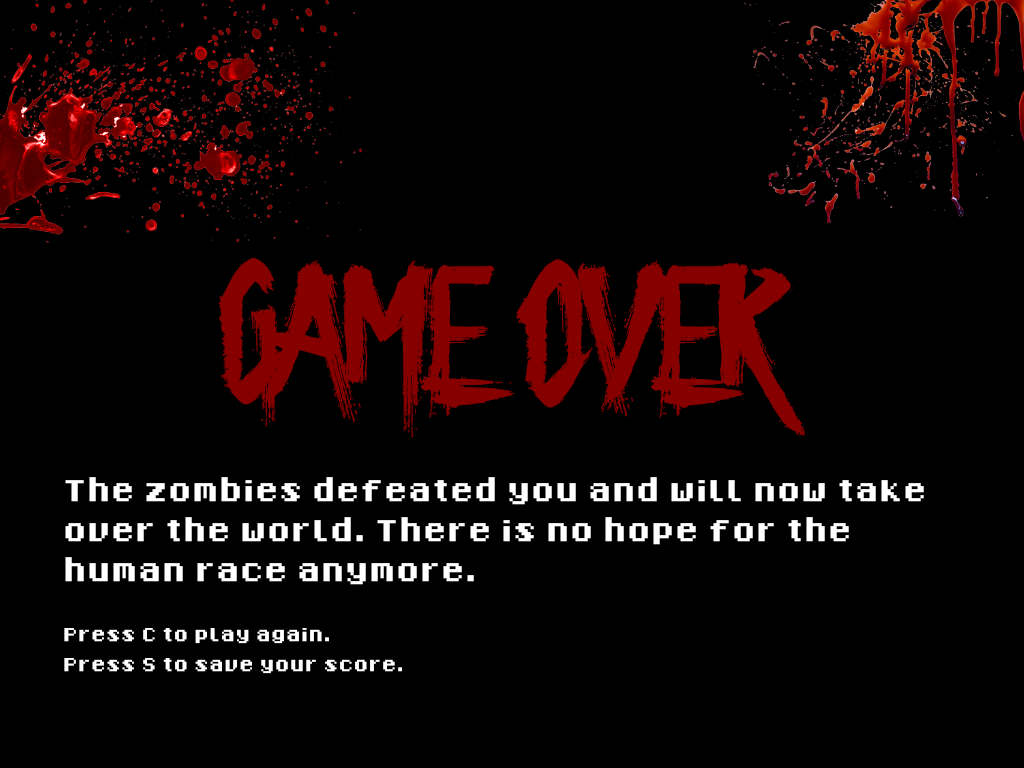 GAME OVER
The zombies defeated you and will now take
over the world. There is no hope for the
human race anymore.
Press C to play again.
Press S to save your score.